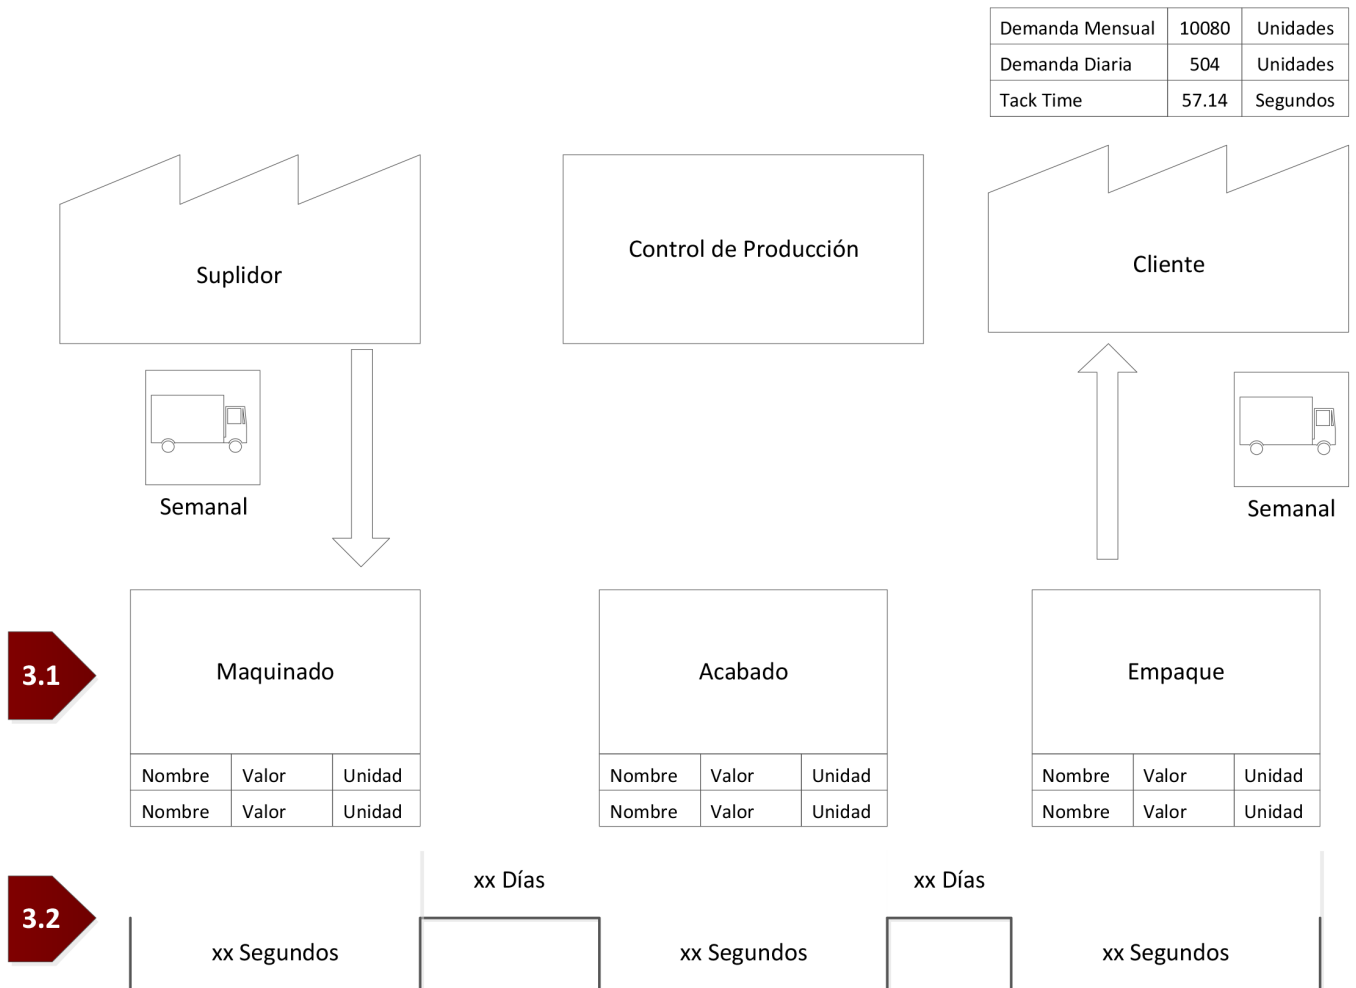 Demanda Mensual 10080 Unidades
Demanda Diaria 504 Unidades
Tack Time 57.14 Segundos
Suplidor
Control de Producción
Cliente
Semanal
Semanal
3.1
Maquinado
Acabado
Empaque
Nombre Valor Unidad
Nombre Valor Unidad
Nombre Valor Unidad
Nombre Valor Unidad
Nombre Valor Unidad
Nombre Valor Unidad
3.2
xx Días
xx Días
xx Segundos
xx Segundos
xx Segundos